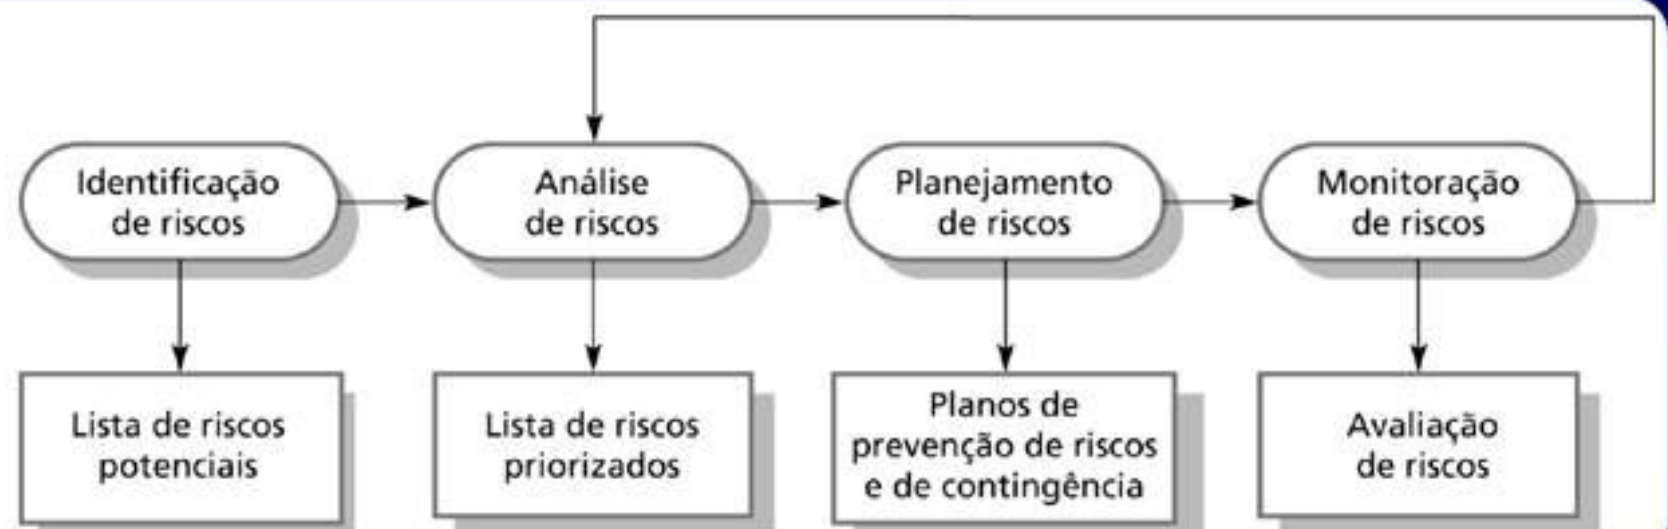 Identificação
de riscos
Análise
de riscos
Planejamento
de riscos
Monitoração
de riscos
Lista de riscos
potenciais
Lista de riscos
priorizados
Planos de
prevenção de riscos
e de contingência
Avaliação
de riscos